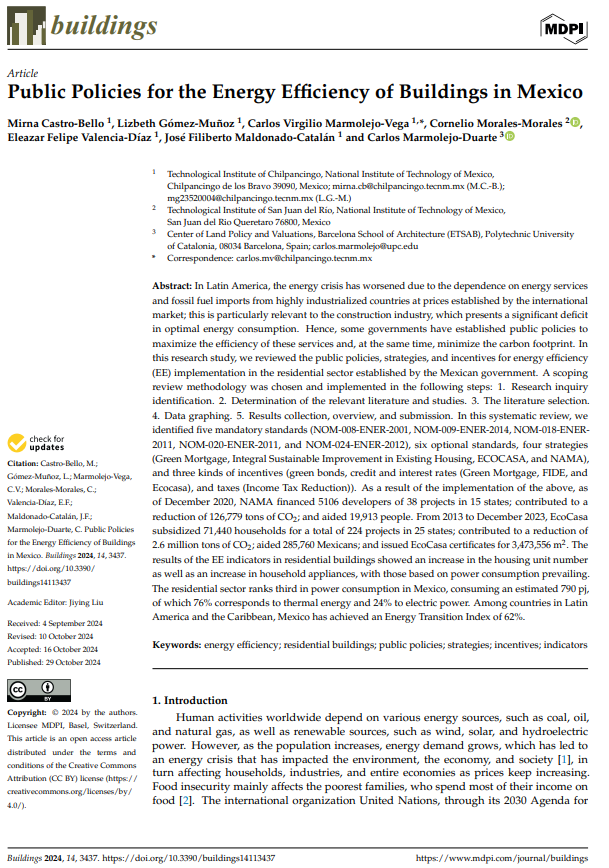 buildings
MDPI
Article
Public Policies for the Energy Efficiency of Buildings in Mexico
Mirna Castro-Bello 1, Lizbeth Gómez-Muñoz 1, Carlos Virgilio Marmolejo-Vega 1,*, Cornelio Morales-Morales 2,
Eleazar Felipe Valencia-Díaz 1, José Filiberto Maldonado-Catalán 1 and Carlos Marmolejo-Duarte 3
1 Technological Institute of Chilpancingo, National Institute of Technology of Mexico,
Chilpancingo de los Bravo 39090, Mexico; mirna.cb@chilpancingo.tecnm.mx (M.C.-B.);
mg23520004@chilpancingo.tecnm.mx (L.G.-M.)
2 Technological Institute of San Juan del Río, National Institute of Technology of Mexico,
San Juan del Rio Queretaro 76800, Mexico
3 Center of Land Policy and Valuations, Barcelona School of Architecture (ETSAB), Polytechnic University
of Catalonia, 08034 Barcelona, Spain; carlos.marmolejo@upc.edu
* Correspondence: carlos.mv@chilpancingo.tecnm.mx
Abstract: In Latin America, the energy crisis has worsened due to the dependence on energy services
and fossil fuel imports from highly industrialized countries at prices established by the international
market; this is particularly relevant to the construction industry, which presents a significant deficit
in optimal energy consumption. Hence, some governments have established public policies to
maximize the efficiency of these services and, at the same time, minimize the carbon footprint. In
this research study, we reviewed the public policies, strategies, and incentives for energy efficiency
(EE) implementation in the residential sector established by the Mexican government. A scoping
review methodology was chosen and implemented in the following steps: 1. Research inquiry
identification. 2. Determination of the relevant literature and studies. 3. The literature selection.
4. Data graphing. 5. Results collection, overview, and submission. In this systematic review, we
identified five mandatory standards (NOM-008-ENER-2001, NOM-009-ENER-2014, NOM-018-ENER-
2011, NOM-020-ENER-2011, and NOM-024-ENER-2012), six optional standards, four strategies
(Green Mortgage, Integral Sustainable Improvement in Existing Housing, ECOCASA, and NAMA),
and three kinds of incentives (green bonds, credit and interest rates (Green Mortgage, FIDE, and
Ecocasa), and taxes (Income Tax Reduction)). As a result of the implementation of the above, as
of December 2020, NAMA financed 5106 developers of 38 projects in 15 states; contributed to a
reduction of 126,779 tons of CO2; and aided 19,913 people. From 2013 to December 2023, EcoCasa
subsidized 71,440 households for a total of 224 projects in 25 states; contributed to a reduction of
2.6 million tons of CO2; aided 285,760 Mexicans; and issued EcoCasa certificates for 3,473,556 m2. The
results of the EE indicators in residential buildings showed an increase in the housing unit number
as well as an increase in household appliances, with those based on power consumption prevailing.
The residential sector ranks third in power consumption in Mexico, consuming an estimated 790 pj,
of which 76% corresponds to thermal energy and 24% to electric power. Among countries in Latin
America and the Caribbean, Mexico has achieved an Energy Transition Index of 62%.
Keywords: energy efficiency; residential buildings; public policies; strategies; incentives; indicators
check for
updates
Citation: Castro-Bello, M.;
Gómez-Muñoz, L.; Marmolejo-Vega,
C.V.; Morales-Morales, C.;
Valencia-Díaz, E.F.;
Maldonado-Catalán, J.F.;
Marmolejo-Duarte, C. Public Policies
for the Energy Efficiency of Buildings
in Mexico. Buildings 2024, 14, 3437.
https://doi.org/10.3390/
buildings14113437
Academic Editor: Jiying Liu
Received: 4 September 2024
Revised: 10 October 2024
Accepted: 16 October 2024
Published: 29 October 2024
CC BY
Copyright: © 2024 by the authors.
Licensee MDPI, Basel, Switzerland.
This article is an open access article
distributed under the terms and
conditions of the Creative Commons
Attribution (CC BY) license (https://
creativecommons.org/licenses/by/
4.0/).
1. Introduction
Human activities worldwide depend on various energy sources, such as coal, oil,
and natural gas, as well as renewable sources, such as wind, solar, and hydroelectric
power. However, as the population increases, energy demand grows, which has led to
an energy crisis that has impacted the environment, the economy, and society [1], in
turn affecting households, industries, and entire economies as prices keep increasing.
Food insecurity mainly affects the poorest families, who spend most of their income on
food [2]. The international organization United Nations, through its 2030 Agenda for
Buildings 2024, 14, 3437. https://doi.org/10.3390/buildings14113437
https://www.mdpi.com/journal/buildings